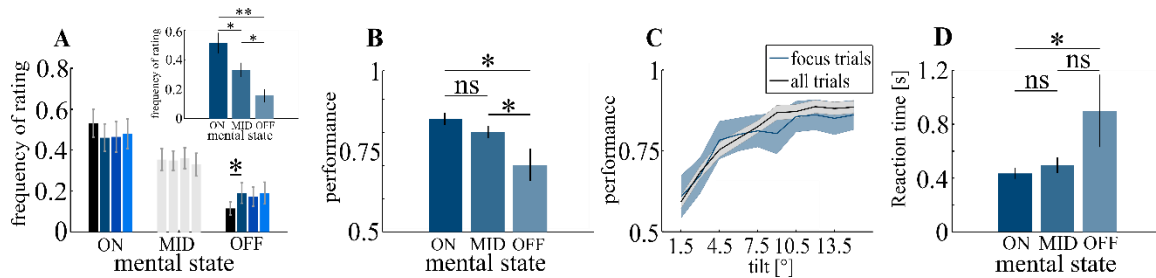 A
frequency of rating
0.8
0.6
0.4
0.2
0
*
ON MID OFF
mental state
frequency of rating
0.6
0.4
0.2
0
**
*
*
ON MID OFF
mental state
B
performance
1
0.75
0.5
*
ns
*
ON MID OFF
mental state
C
performance
1
0.75
0.5
focus trials
all trials
1.5 4.5 7.5 10.5 13.5
tilt [°]
D
Reaction time [s]
1.2
0.8
0.4
0
*
ns
ns
ON MID OFF
mental state